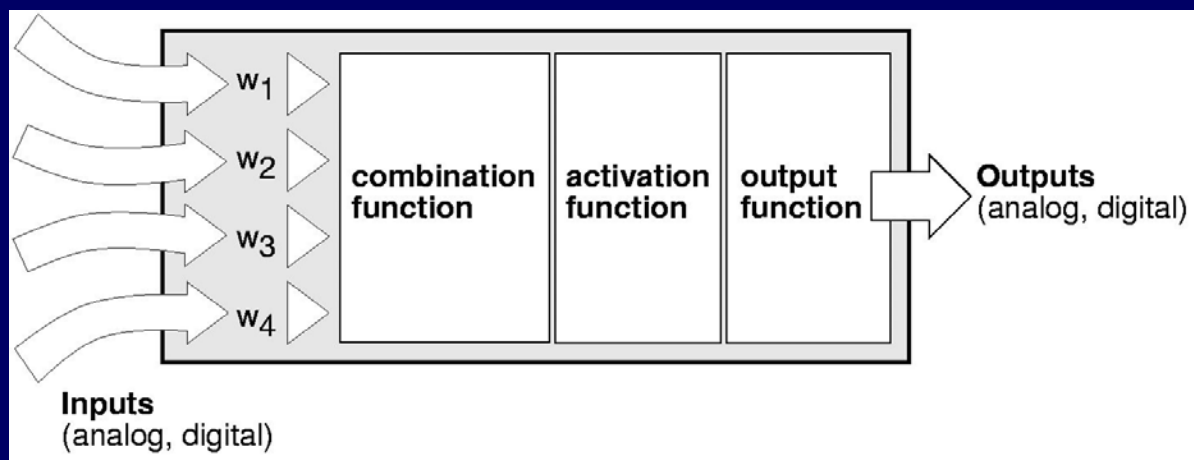 w1
w2
w3
w4
combination
function
activation
function
output
function
Outputs
(analog, digital)
Inputs
(analog, digital)